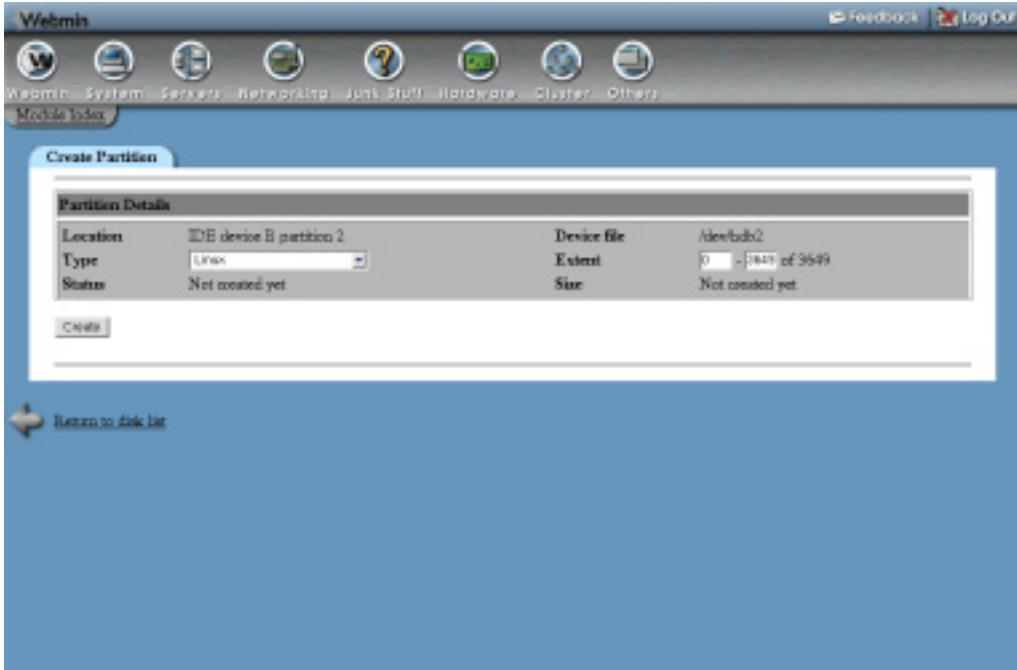 Webmin
Feedback Log Out
Webmin System Servers Networking Junk Stuff Hardware Cluster Others
Module Index
Create Partition
Partition Details
Location IDE device B partition 2 Device file /dev/hdb2
Type Linux Extent 0 - 3649 of 3649
Status Not created yet Size Not created yet
Create
Return to disk list